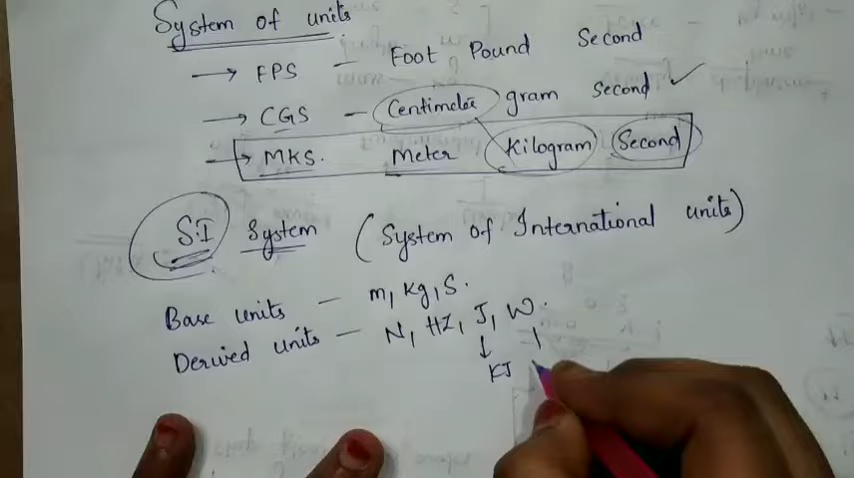 System of units
→ FPS – Foot Pound Second
→ CGS – Centimeter gram Second ✓
→ MKS. Meter Kilogram Second
S.I System (System of International units)
Base units – m, kg, S.
Derived units – N, HZ, J, W.
↓
KJ